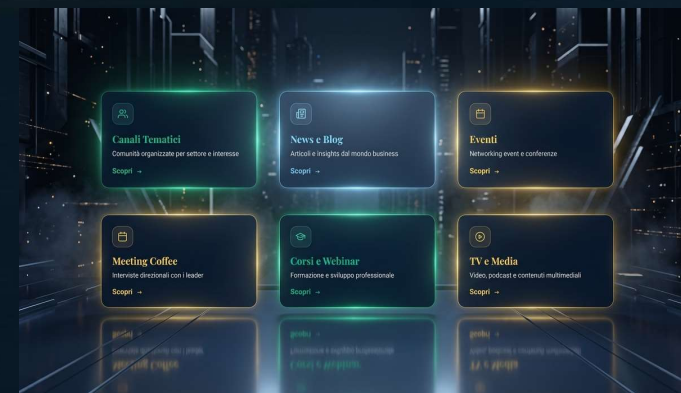 Canali Tematici
Comunità organizzate per settore e interesse
Scopri →
News e Blog
Articoli e insights dal mondo business
Scopri →
Eventi
Networking event e conferenze
Scopri →
Meeting Coffee
Interviste direzionali con i leader
Scopri →
Corsi e Webinar
Formazione e sviluppo professionale
Scopri →
TV e Media
Video, podcast e contenuti multimediali
Scopri →